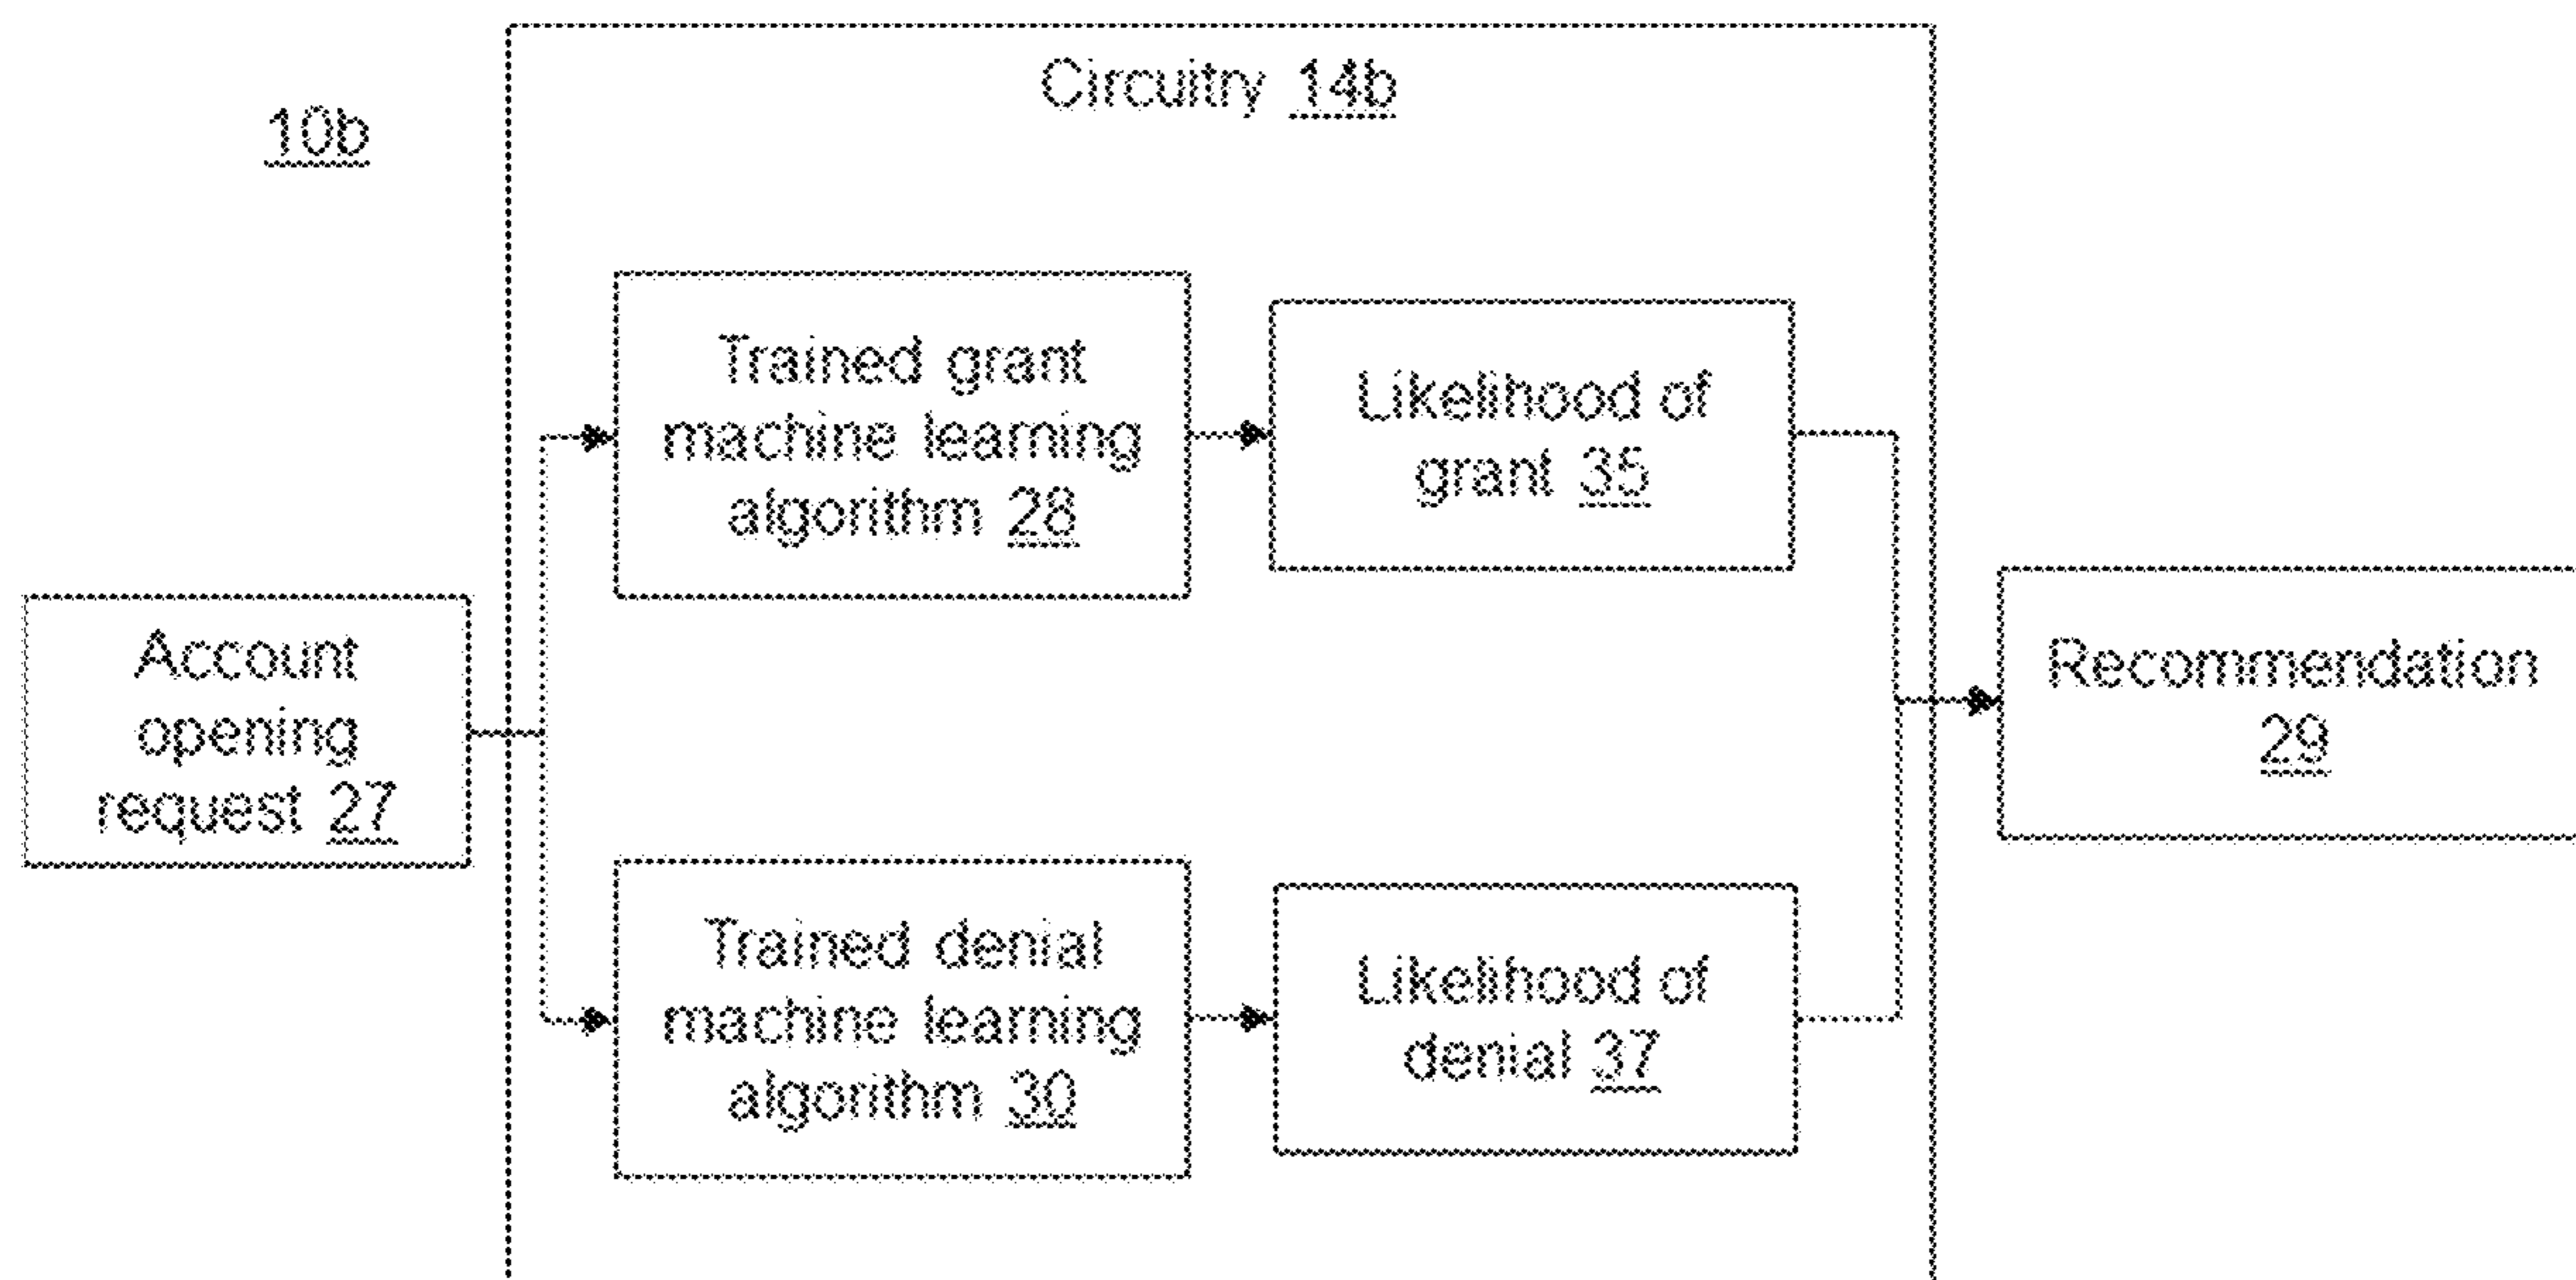 10b
Circuitry 14b
Account
opening
request 27
Trained grant
machine learning
algorithm 28
Likelihood of
grant 35
Trained denial
machine learning
algorithm 30
Likelihood of
denial 37
Recommendation
29